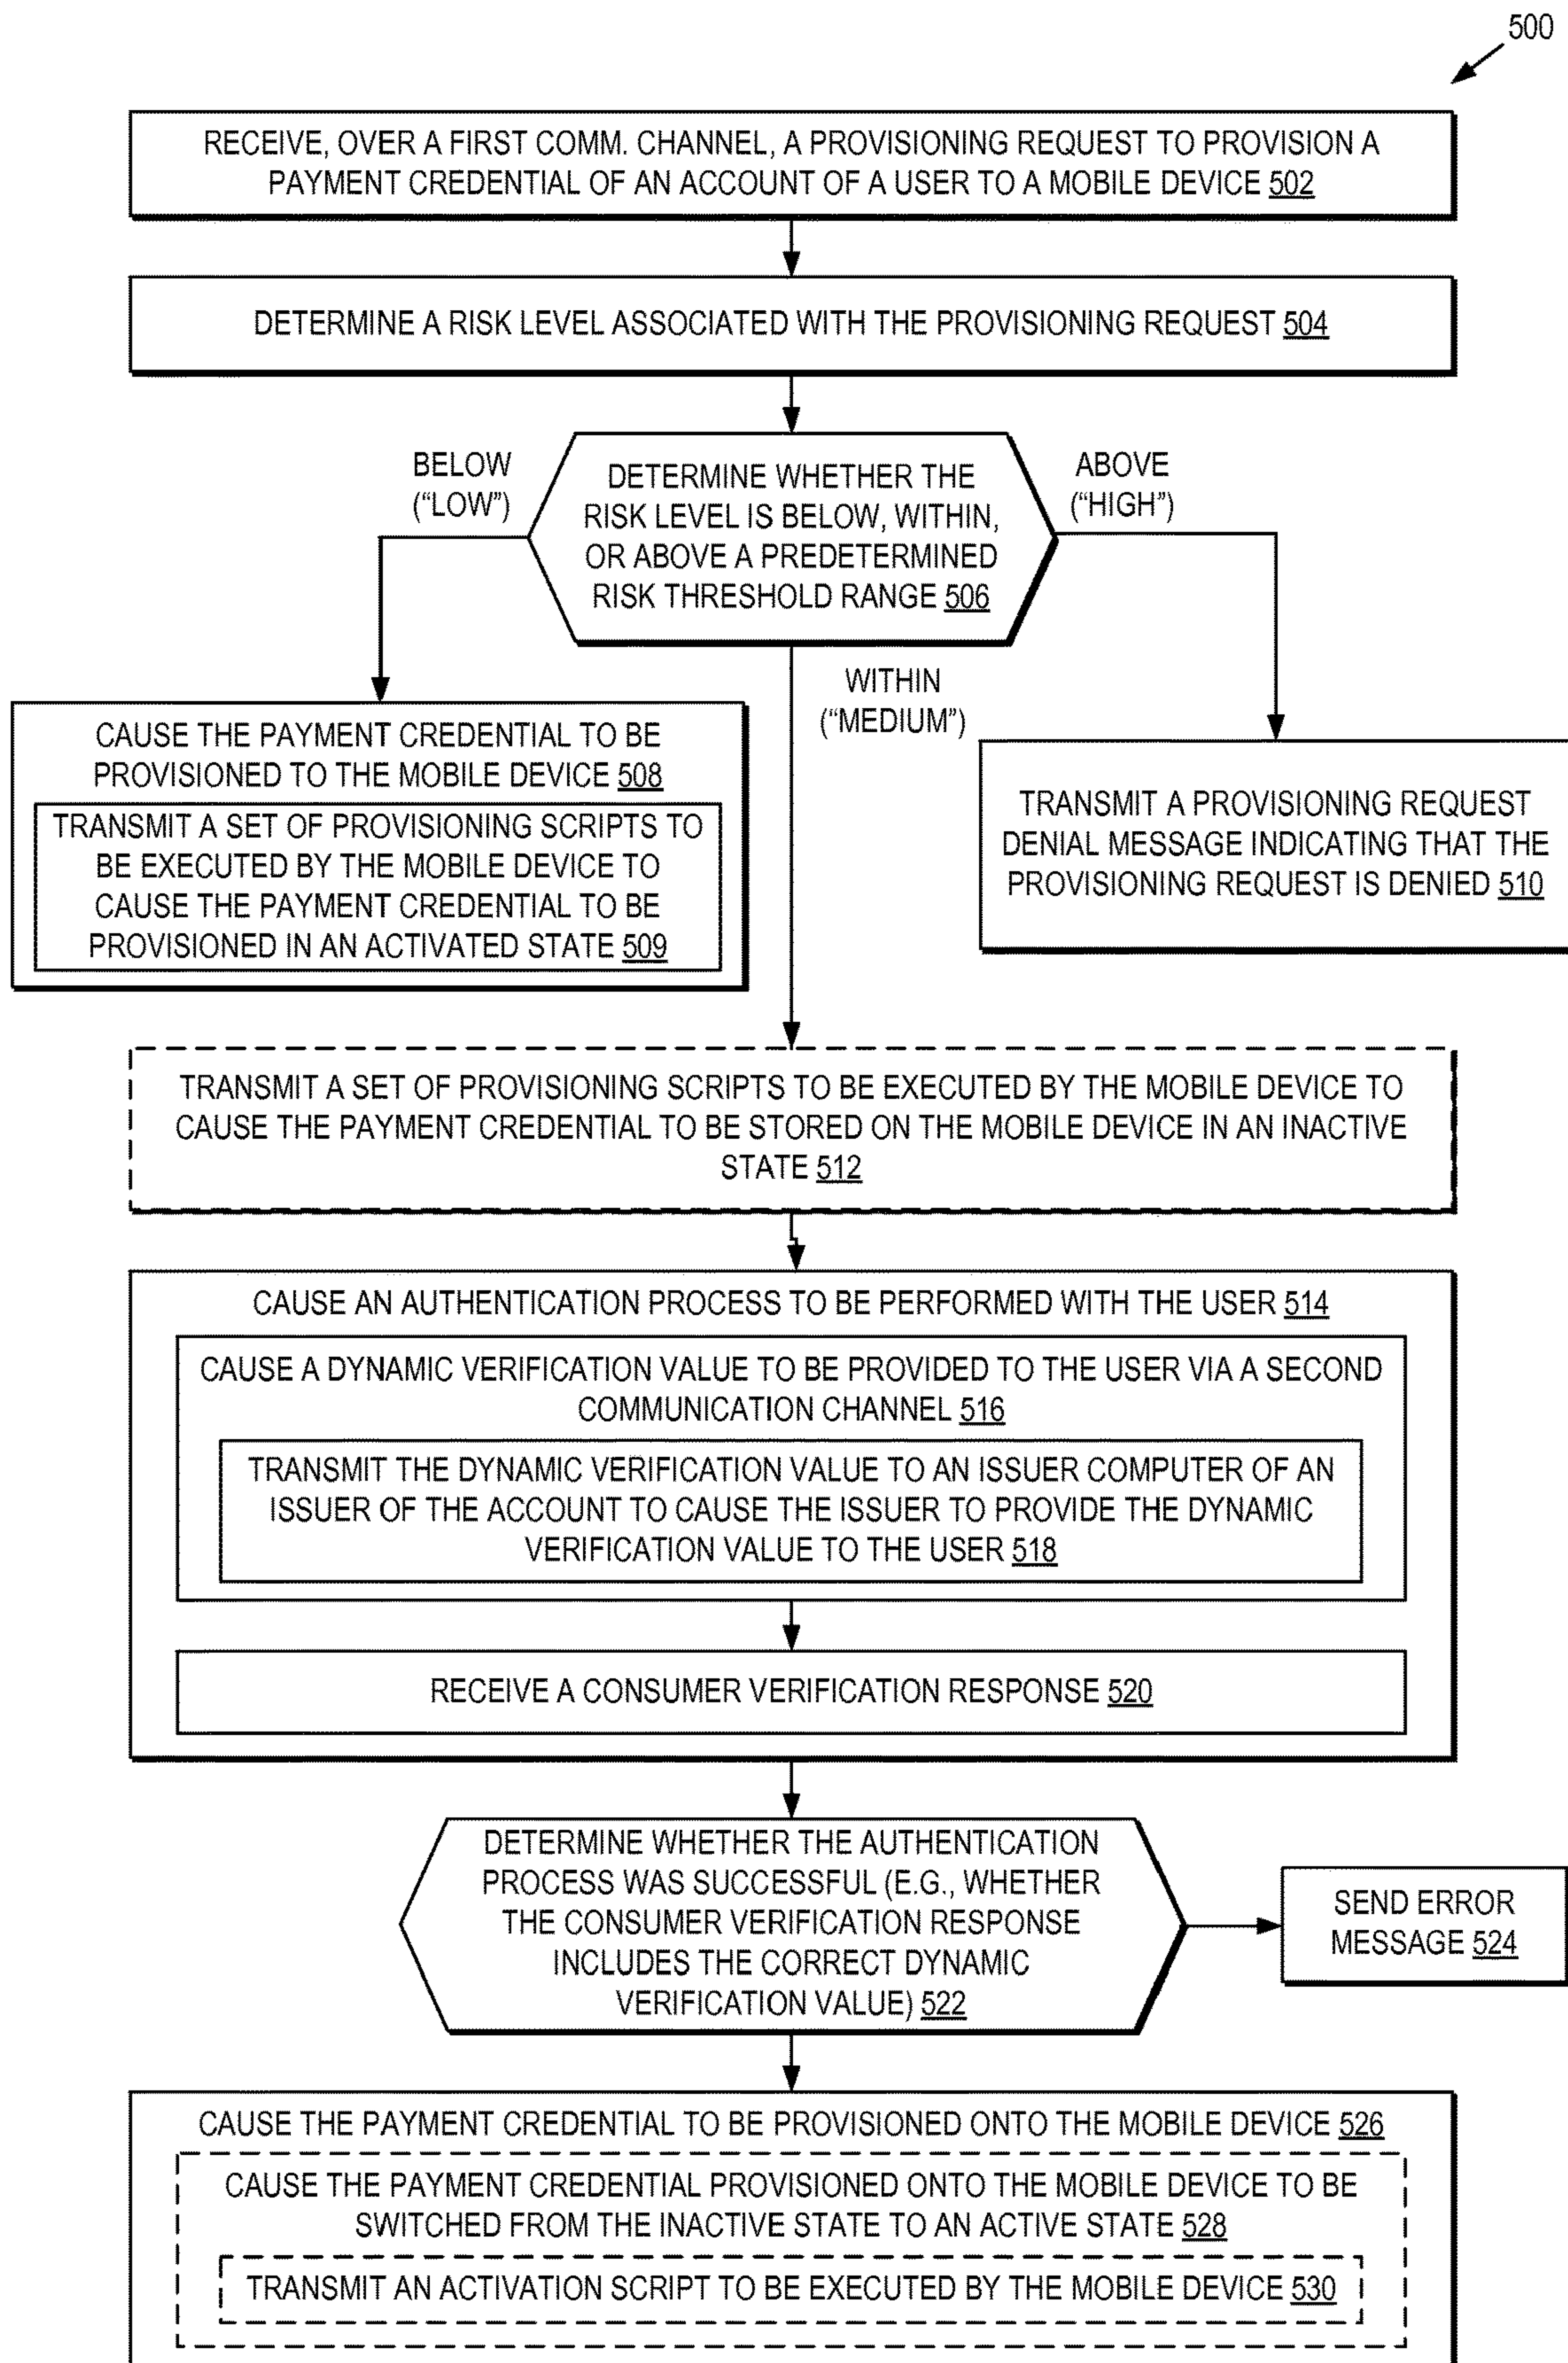 500
RECEIVE, OVER A FIRST COMM. CHANNEL, A PROVISIONING REQUEST TO PROVISION A
PAYMENT CREDENTIAL OF AN ACCOUNT OF A USER TO A MOBILE DEVICE 502
DETERMINE A RISK LEVEL ASSOCIATED WITH THE PROVISIONING REQUEST 504
BELOW
(“LOW”)
DETERMINE WHETHER THE
RISK LEVEL IS BELOW, WITHIN,
OR ABOVE A PREDETERMINED
RISK THRESHOLD RANGE 506
ABOVE
(“HIGH”)
WITHIN
(“MEDIUM”)
CAUSE THE PAYMENT CREDENTIAL TO BE
PROVISIONED TO THE MOBILE DEVICE 508
TRANSMIT A SET OF PROVISIONING SCRIPTS TO
BE EXECUTED BY THE MOBILE DEVICE TO
CAUSE THE PAYMENT CREDENTIAL TO BE
PROVISIONED IN AN ACTIVATED STATE 509
TRANSMIT A PROVISIONING REQUEST
DENIAL MESSAGE INDICATING THAT THE
PROVISIONING REQUEST IS DENIED 510
TRANSMIT A SET OF PROVISIONING SCRIPTS TO BE EXECUTED BY THE MOBILE DEVICE TO
CAUSE THE PAYMENT CREDENTIAL TO BE STORED ON THE MOBILE DEVICE IN AN INACTIVE
STATE 512
CAUSE AN AUTHENTICATION PROCESS TO BE PERFORMED WITH THE USER 514
CAUSE A DYNAMIC VERIFICATION VALUE TO BE PROVIDED TO THE USER VIA A SECOND
COMMUNICATION CHANNEL 516
TRANSMIT THE DYNAMIC VERIFICATION VALUE TO AN ISSUER COMPUTER OF AN
ISSUER OF THE ACCOUNT TO CAUSE THE ISSUER TO PROVIDE THE DYNAMIC
VERIFICATION VALUE TO THE USER 518
RECEIVE A CONSUMER VERIFICATION RESPONSE 520
DETERMINE WHETHER THE AUTHENTICATION
PROCESS WAS SUCCESSFUL (E.G., WHETHER
THE CONSUMER VERIFICATION RESPONSE
INCLUDES THE CORRECT DYNAMIC
VERIFICATION VALUE) 522
SEND ERROR
MESSAGE 524
CAUSE THE PAYMENT CREDENTIAL TO BE PROVISIONED ONTO THE MOBILE DEVICE 526
CAUSE THE PAYMENT CREDENTIAL PROVISIONED ONTO THE MOBILE DEVICE TO BE
SWITCHED FROM THE INACTIVE STATE TO AN ACTIVE STATE 528
TRANSMIT AN ACTIVATION SCRIPT TO BE EXECUTED BY THE MOBILE DEVICE 530